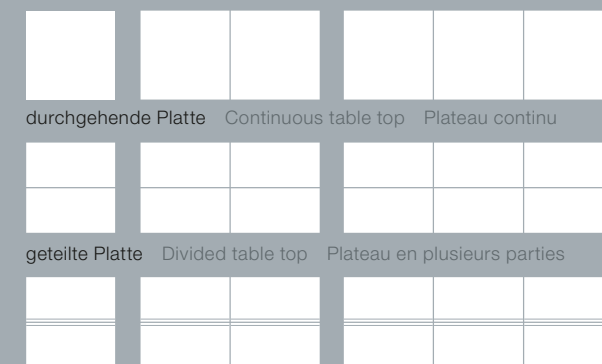 durchgehende Platte Continuous table top Plateau continu
geteilte Platte Divided table top Plateau en plusieurs parties